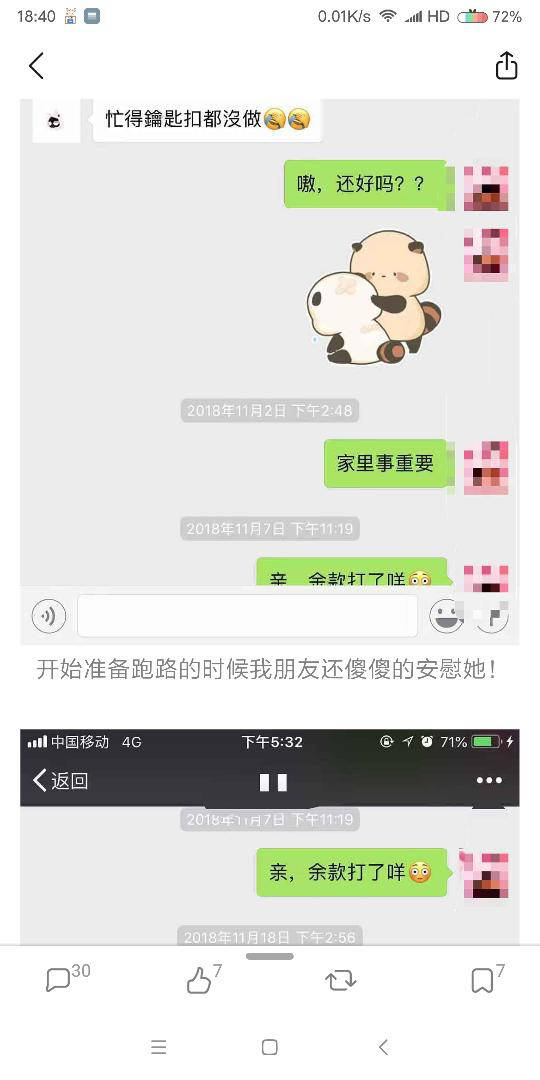 18:40
0.01K/s HD 72%
忙得鑰匙扣都沒做🤣🤣
嗷，还好吗？？
2018年11月2日 下午2:48
家里事重要
2018年11月7日 下午11:19
亲，余款打了咩😳
开始准备跑路的时候我朋友还傻傻的安慰她！
中国移动 4G 下午5:32 71%
返回
2018年11月7日 下午11:19
亲，余款打了咩😳
2018年11月18日 下午2:56
30 7 7